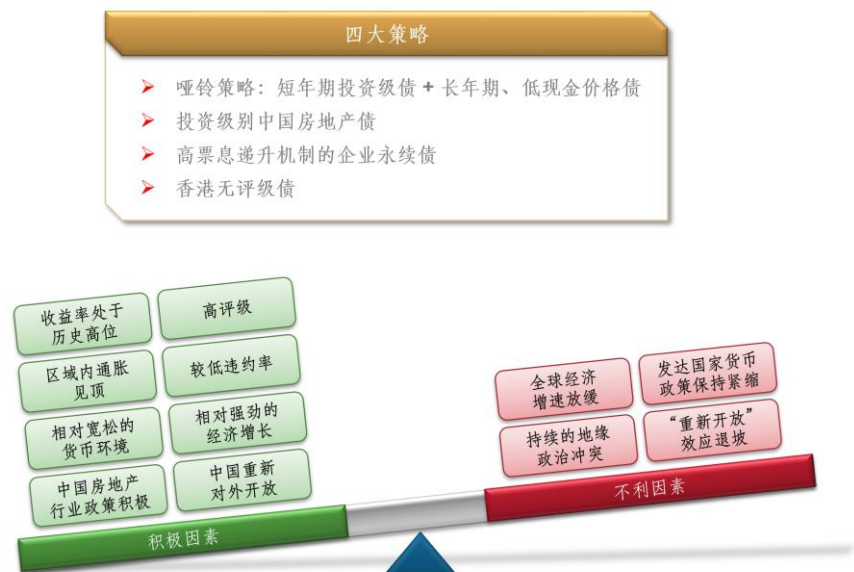 四大策略
哑铃策略：短年期投资级债 + 长年期、低现金价格债
投资级别中国房地产债
高票息递升机制的企业永续债
香港无评级债
收益率处于
历史高位
高评级
区域内通胀
见顶
较低违约率
相对宽松的
货币环境
相对强劲的
经济增长
中国房地产
行业政策积极
中国重新
对外开放
积极因素
全球经济
增速放缓
发达国家货币
政策保持紧缩
持续的地缘
政治冲突
“重新开放”
效应退坡
不利因素